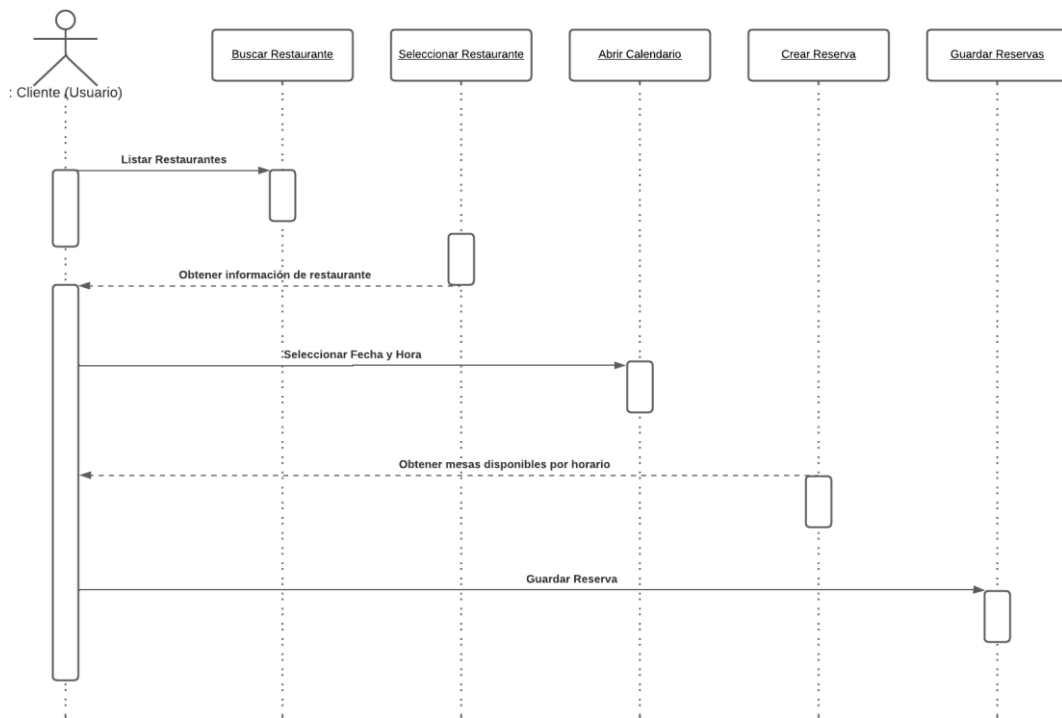 Buscar Restaurante
Seleccionar Restaurante
Abrir Calendario
Crear Reserva
Guardar Reservas
: Cliente (Usuario)
Listar Restaurantes
Obtener información de restaurante
Seleccionar Fecha y Hora
Obtener mesas disponibles por horario
Guardar Reserva